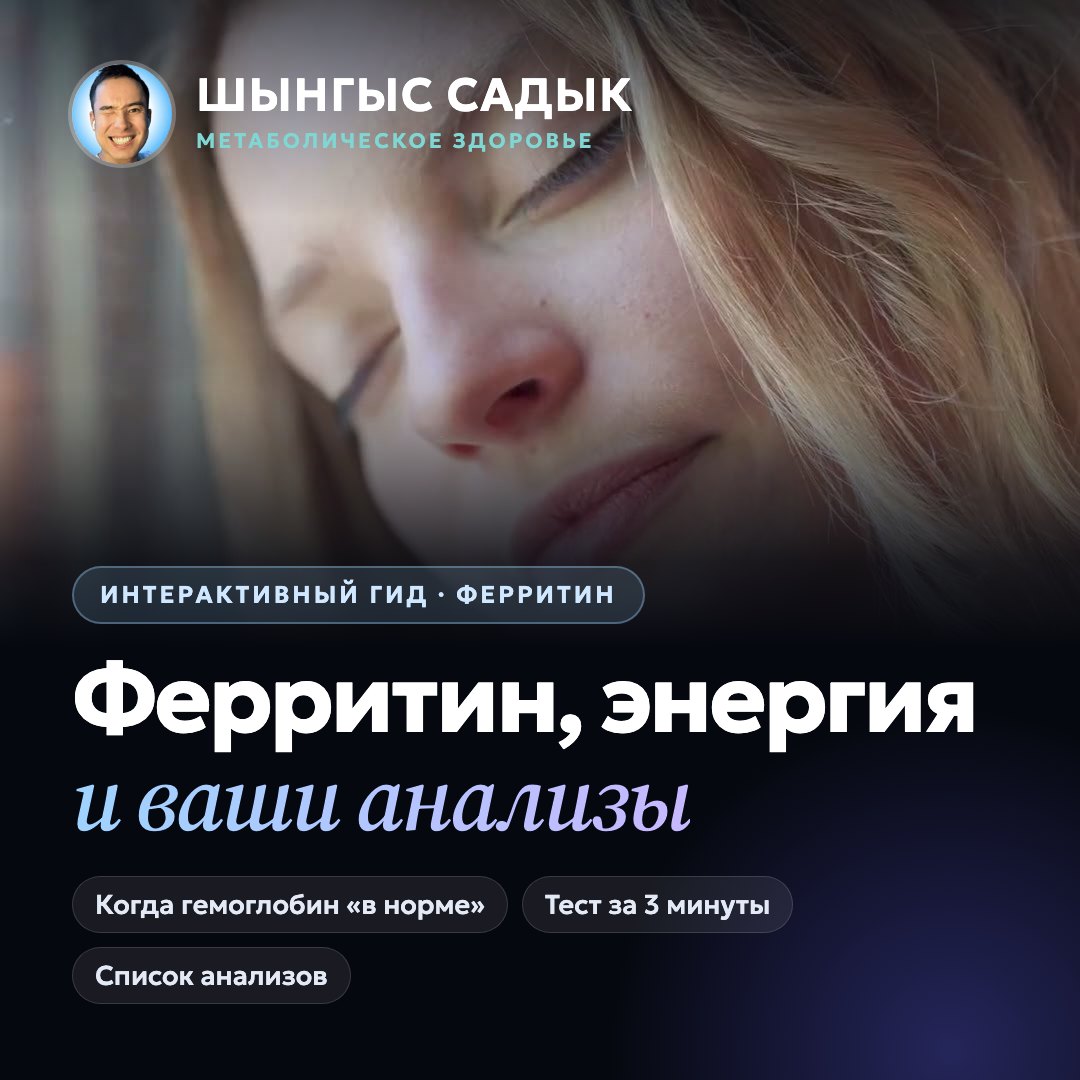 ШЫНГЫС САДЫК
МЕТАБОЛИЧЕСКОЕ ЗДОРОВЬЕ
ИНТЕРАКТИВНЫЙ ГИД · ФЕРРИТИН
Ферритин, энергия
и ваши анализы
Когда гемоглобин «в норме»
Тест за 3 минуты
Список анализов